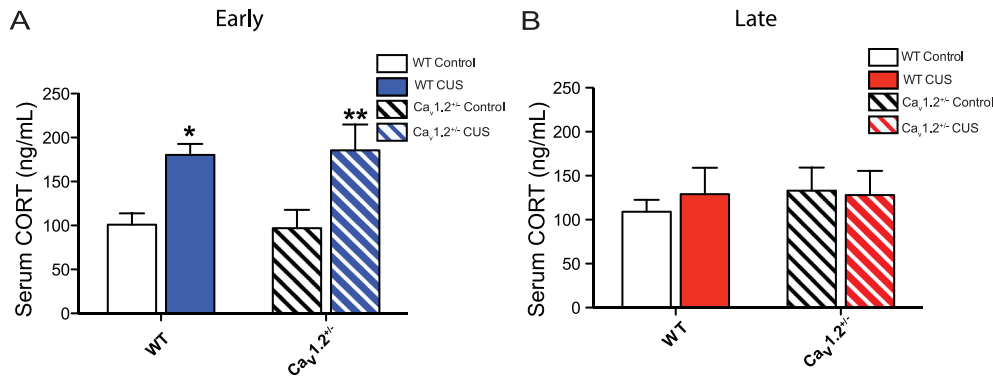 A
Early
WT Control
WT CUS
Cav1.2+/- Control
Cav1.2+/- CUS
Serum CORT (ng/mL)
250
200
150
100
50
0
*
**
WT
Cav1.2+/-
B
Late
WT Control
WT CUS
Cav1.2+/- Control
Cav1.2+/- CUS
Serum CORT (ng/mL)
250
200
150
100
50
0
WT
Cav1.2+/-